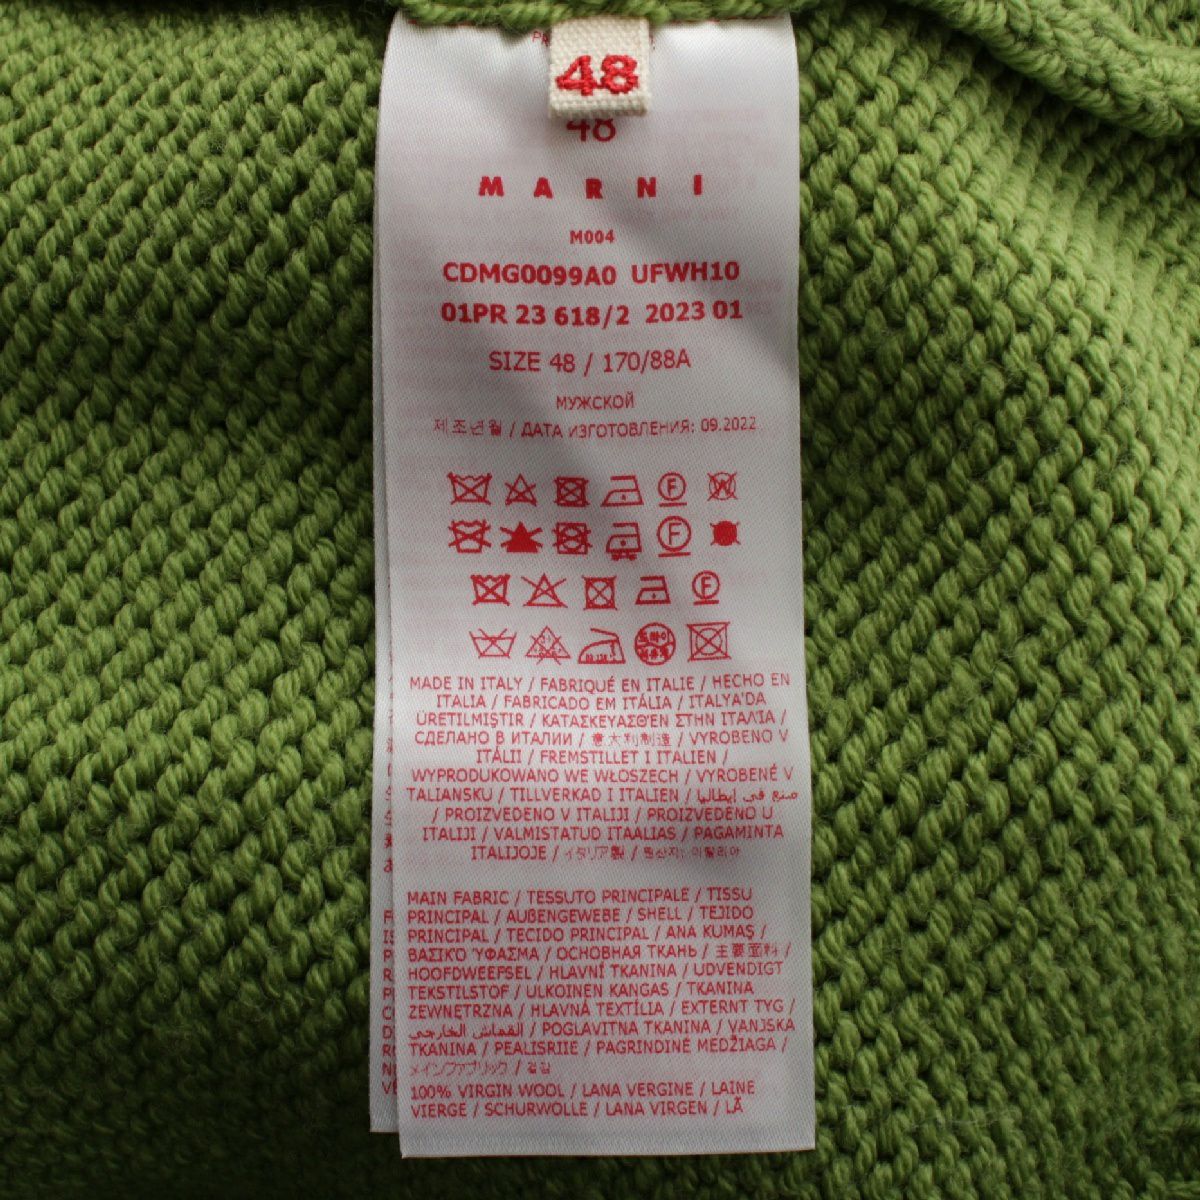 48
48
M A R N I
M004
CDMG0099A0 UFWH10
01PR 23 618/2 2023 01
SIZE 48 / 170/88A
МУЖСКОЙ
제조년월 / ДАТА ИЗГОТОВЛЕНИЯ: 09.2022
MADE IN ITALY / FABRIQUÉ EN ITALIE / HECHO EN
ITALIA / FABRICADO EM ITÁLIA / ITALYA'DA
ÜRETILMIŞTIR / ΚΑΤΑΣΚΕΥΑΣΘ'ΕΝ ΣΤΗΝ ΙΤΑΛ'ΙΑ /
СДЕЛАНО В ИТАЛИИ / 意大利制造 / VYROBENO V
ITÁLII / FREMSTILLET I ITALIEN /
WYPRODUKOWANO WE WŁOSZECH / VYROBENÉ V
TALIANSKU / TILLVERKAD I ITALIEN / صنع في إيطاليا
/ PROIZVEDENO V ITALIJI / PROIZVEDENO U
ITALIJI / VALMISTATUD ITAALIAS / PAGAMINTA
ITALIJOJE / イタリア製 / 원산지: 이탈리아
MAIN FABRIC / TESSUTO PRINCIPALE / TISSU
PRINCIPAL / AUßENGEWEBE / SHELL / TEJIDO
PRINCIPAL / TECIDO PRINCIPAL / ANA KUMAŞ /
ΒΑΣΙΚ'Ο 'ΥΦΑΣΜΑ / ОСНОВНАЯ ТКАНЬ / 主要面料 /
HOOFDWEEFSEL / HLAVNÍ TKANINA / UDVENDIGT
TEKSTILSTOF / ULKOINEN KANGAS / TKANINA
ZEWNĘTRZNA / HLAVNÁ TEXTÍLIA / EXTERNT TYG /
القماش الخارجي / POGLAVITNA TKANINA / VANJSKA
TKANINA / PEALISRIIE / PAGRINDINĖ MEDŽIAGA /
メインファブリック / 겉감
100% VIRGIN WOOL / LANA VERGINE / LAINE
VIERGE / SCHURWOLLE / LANA VIRGEN / LÃ